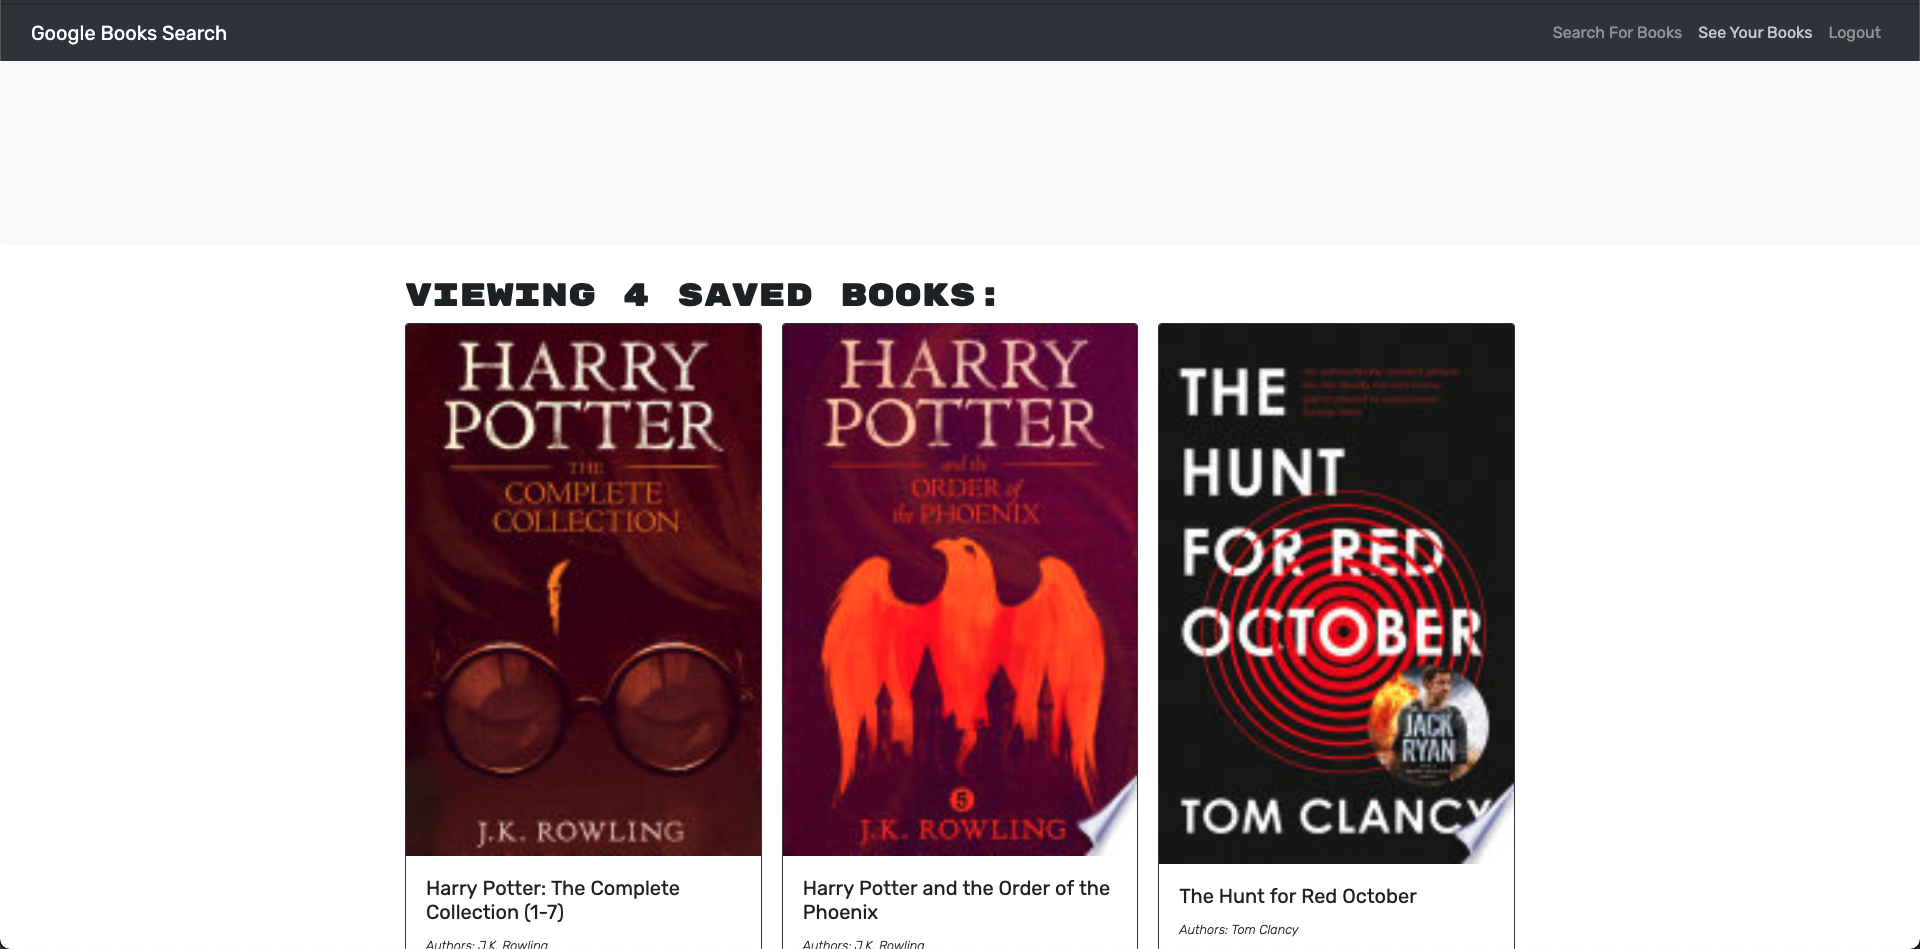 Google Books Search
Search For Books See Your Books Logout
VIEWING 4 SAVED BOOKS:
HARRY
POTTER
THE
COMPLETE
COLLECTION
J.K. ROWLING
Harry Potter: The Complete
Collection (1-7)
Authors: J.K. Rowling
HARRY
POTTER
and the
ORDER of
the PHOENIX
5
J.K. ROWLING
Harry Potter and the Order of the
Phoenix
Authors: J.K. Rowling
THE
HUNT
FOR RED
OCTOBER
JACK
RYAN
TOM CLANCY
The Hunt for Red October
Authors: Tom Clancy